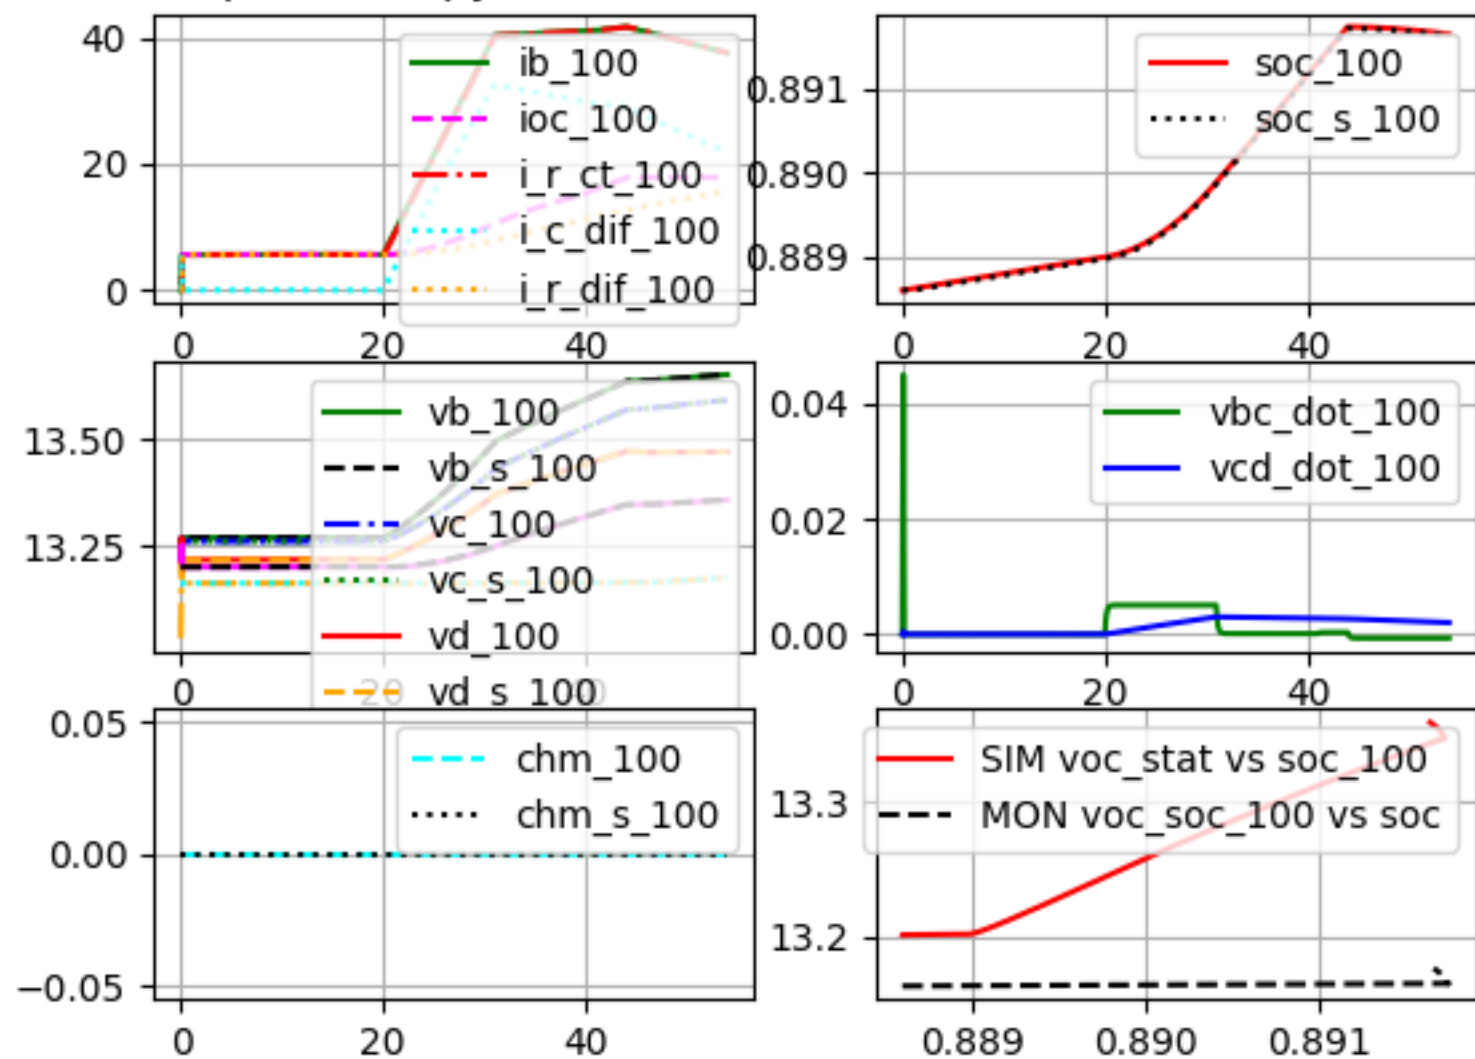 40
20
0
ib_100
ioc_100
i_r_ct_100
i_c_dif_100
i_r_dif_100
0
20
40
0.891
0.890
0.889
soc_100
soc_s_100
0
20
40
13.50
13.25
vb_100
vb_s_100
vc_100
vc_s_100
vd_100
vd_s_100
0
20
0.04
0.02
0.00
vbc_dot_100
vcd_dot_100
0
20
40
0.05
0.00
−0.05
chm_100
chm_s_100
0
20
40
13.3
13.2
SIM voc_stat vs soc_100
MON voc_soc_100 vs soc
0.889
0.890
0.891